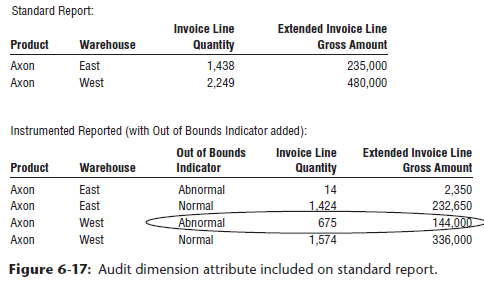 Standard Report:
Invoice Line Extended Invoice Line
Product Warehouse Quantity Gross Amount
Axon East 1,438 235,000
Axon West 2,249 480,000
Instrumented Reported (with Out of Bounds Indicator added):
Out of Bounds Invoice Line Extended Invoice Line
Product Warehouse Indicator Quantity Gross Amount
Axon East Abnormal 14 2,350
Axon East Normal 1,424 232,650
Axon West Abnormal 675 144,000
Axon West Normal 1,574 336,000
Figure 6-17: Audit dimension attribute included on standard report.